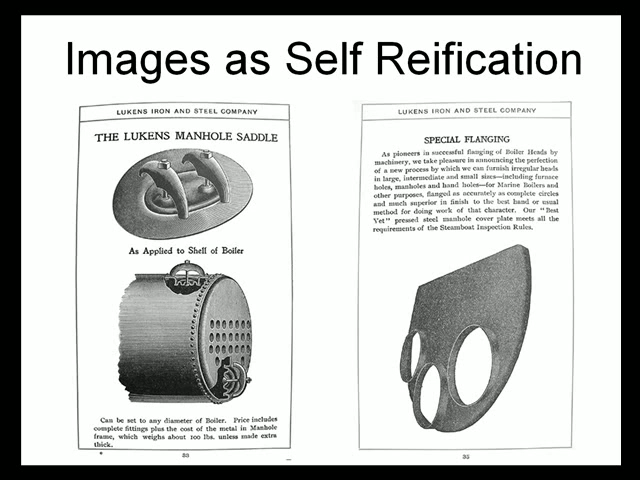 Images as Self Reification
LUKENS IRON AND STEEL COMPANY
THE LUKENS MANHOLE SADDLE
As Applied to Shell of Boiler
Can be set to any diameter of Boiler. Price includes
complete fittings plus the cost of the metal in Manhole
frame, which weighs about 100 lbs. unless made extra
thick.
LUKENS IRON AND STEEL COMPANY
SPECIAL FLANGING
As pioneers in successful flanging of Boiler Heads by
machinery, we take pleasure in announcing the perfection
of a new process by which we can furnish irregular heads
in large, intermediate and small sizes—including furnace
holes, manholes and hand holes—for Marine Boilers and
other purposes, flanged as accurately as complete circles
and much superior in finish to the best hand or usual
method for doing work of that character. Our "Best
Yet" pressed steel manhole cover plate meets all the
requirements of the Steamboat Inspection Rules.